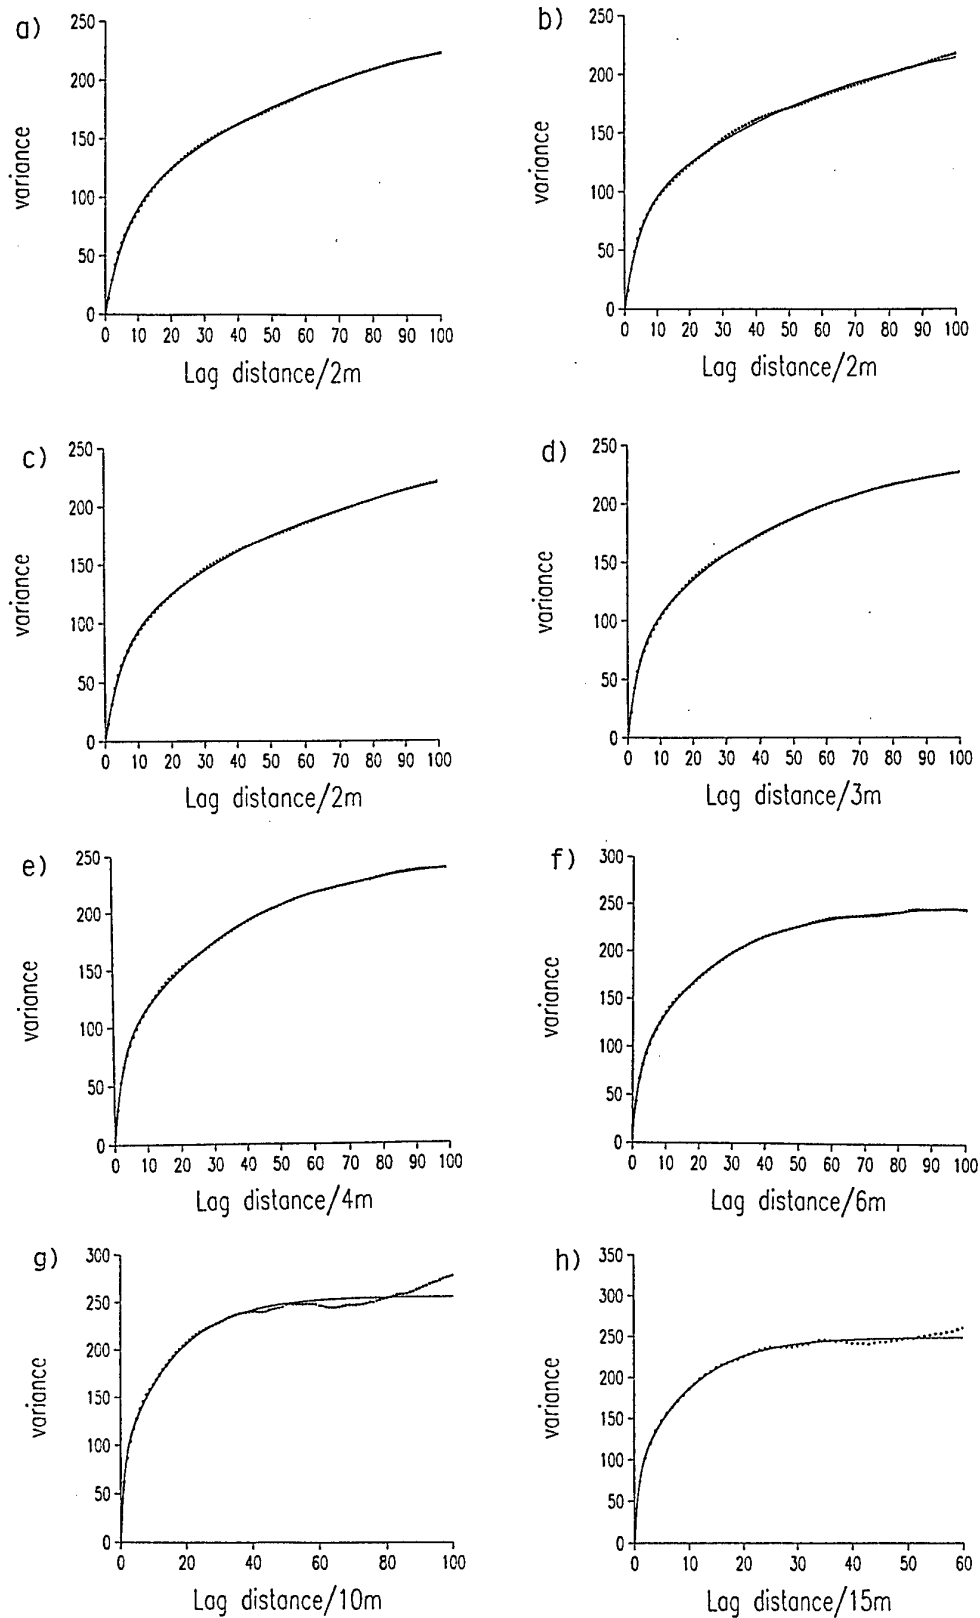 a)
250
200
150
100
50
0
variance
0 10 20 30 40 50 60 70 80 90 100
Lag distance/2m
b)
250
200
150
100
50
0
variance
0 10 20 30 40 50 60 70 80 90 100
Lag distance/2m
c)
250
200
150
100
50
0
variance
0 10 20 30 40 50 60 70 80 90 100
Lag distance/2m
d)
250
200
150
100
50
0
variance
0 10 20 30 40 50 60 70 80 90 100
Lag distance/3m
e)
250
200
150
100
50
0
variance
0 10 20 30 40 50 60 70 80 90 100
Lag distance/4m
f)
300
250
200
150
100
50
0
variance
0 10 20 30 40 50 60 70 80 90 100
Lag distance/6m
g)
300
250
200
150
100
50
0
variance
0 20 40 60 80 100
Lag distance/10m
h)
350
300
250
200
150
100
50
0
variance
0 10 20 30 40 50 60
Lag distance/15m